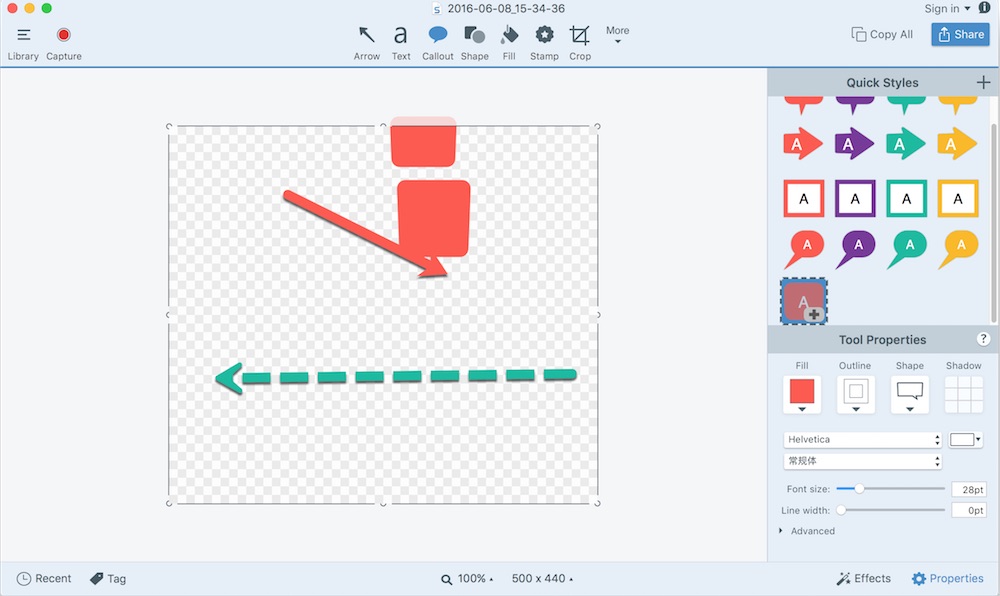 S 2016-06-08_15-34-36
Sign in
Library
Capture
Arrow
Text
a
Callout
Shape
Fill
Stamp
Crop
More
Copy All
Share
Quick Styles
A A A A
A A A A
A A A A
A
Tool Properties
?
Fill
Outline
Shape
Shadow
Helvetica
常规体
Font size:
28pt
Line width:
0pt
Advanced
Recent
Tag
100%
500 x 440
Effects
Properties